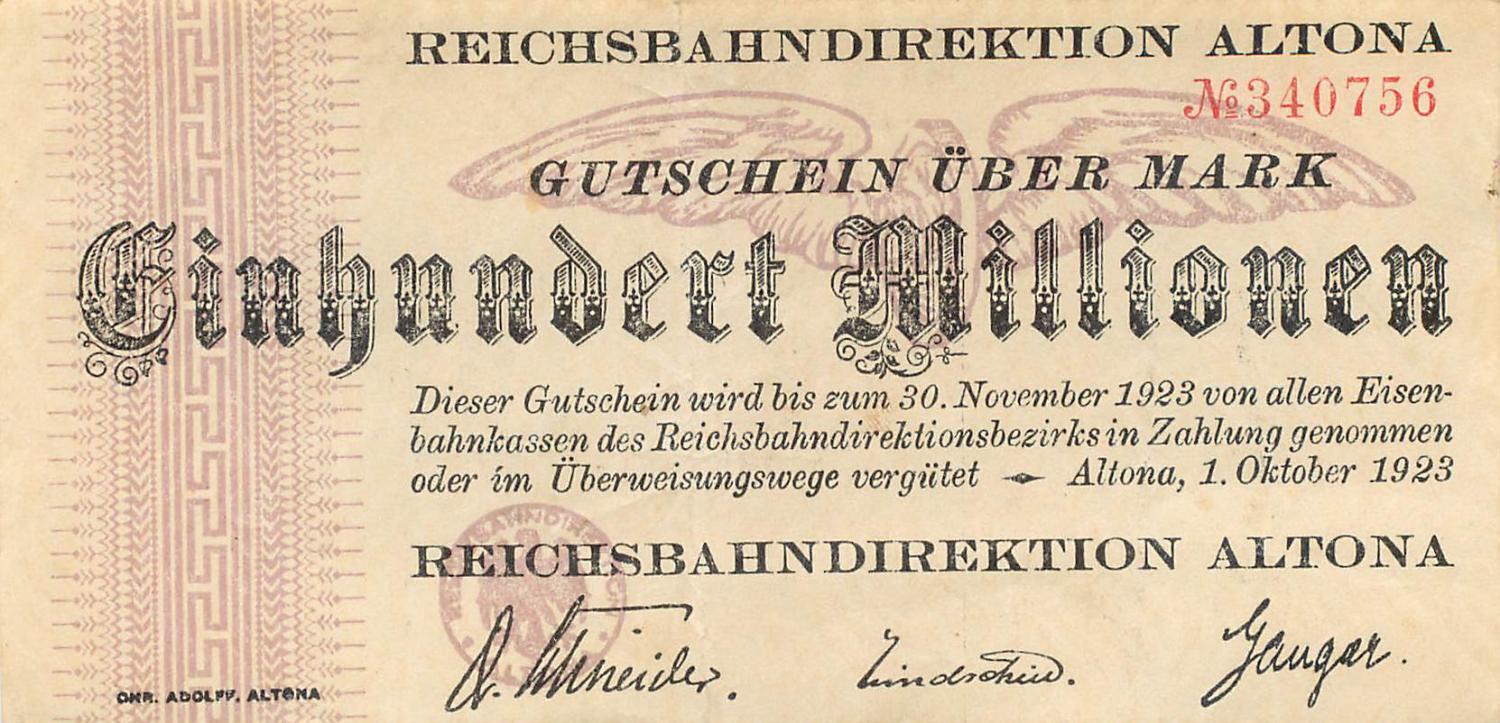 REICHSBAHNDIREKTION ALTONA
№340756
GUTSCHEIN ÜBER MARK
Einhundert Millionen
Dieser Gutschein wird bis zum 30. November 1923 von allen Eisen-
bahnkassen des Reichsbahndirektionsbezirks in Zahlung genommen
oder im Überweisungswege vergütet — Altona, 1. Oktober 1923
REICHSBAHNDIREKTION ALTONA
Schneider.
CHR. ADOLFF, ALTONA